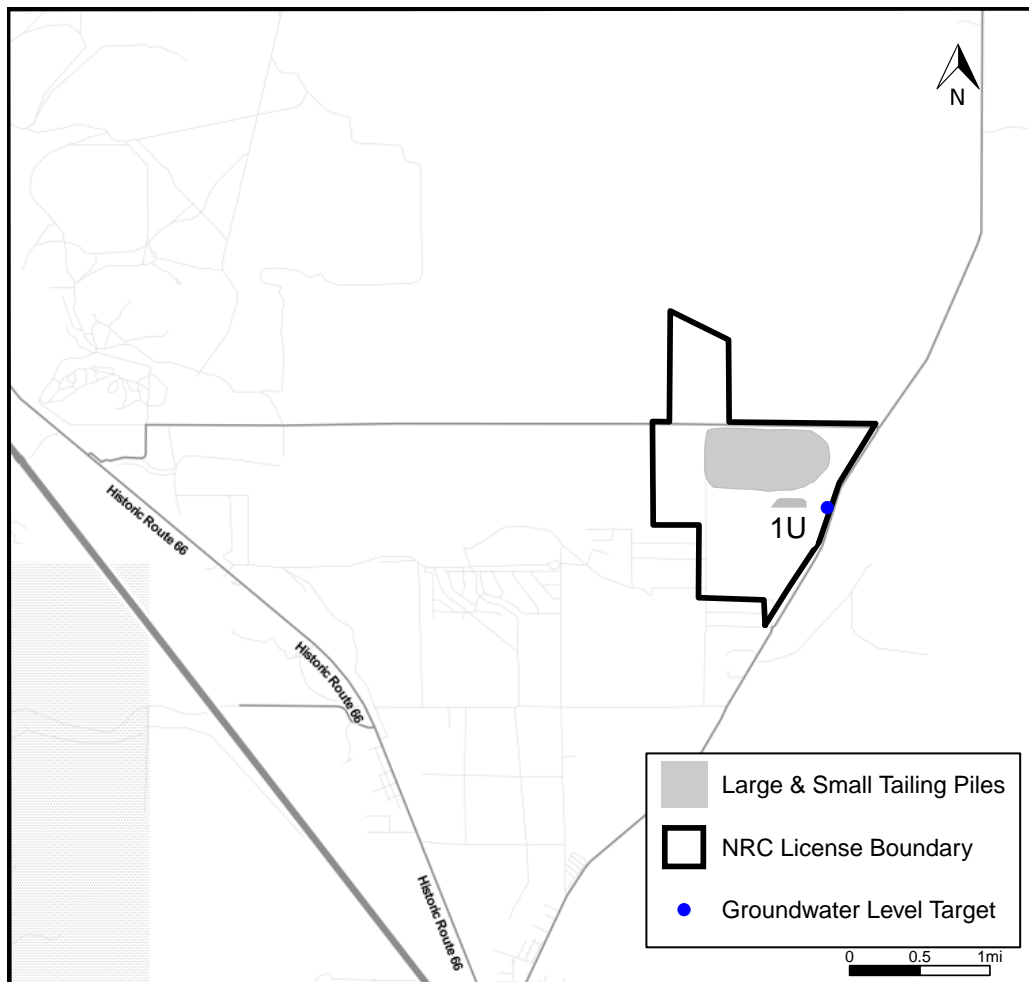 N
1U
Historic Route 66
Historic Route 66
Historic Route 66
Large & Small Tailing Piles
NRC License Boundary
Groundwater Level Target
0 0.5 1mi